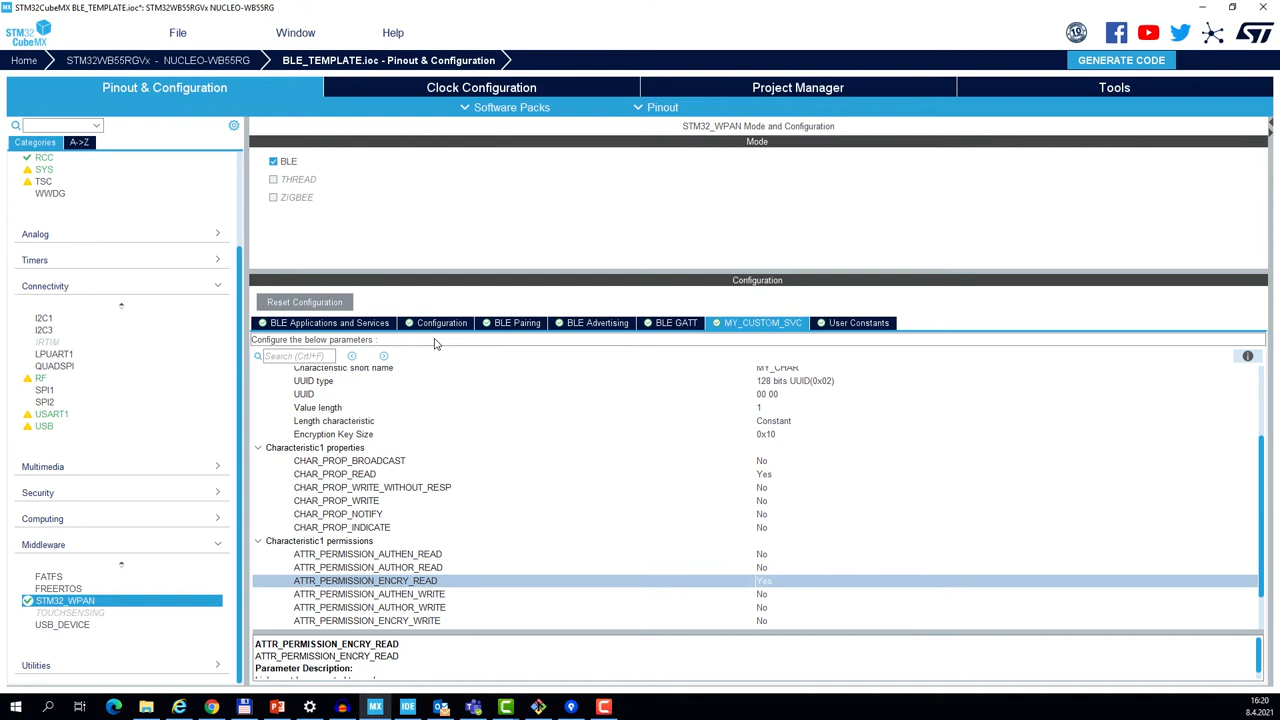 STM32CubeMX BLE_TEMPLATE.ioc*: STM32WB55RGVx NUCLEO-WB55RG
STM32
CubeMX
File
Window
Help
Home
STM32WB55RGVx - NUCLEO-WB55RG
BLE_TEMPLATE.ioc - Pinout & Configuration
GENERATE CODE
Pinout & Configuration
Clock Configuration
Project Manager
Tools
Software Packs
Pinout
Categories
A->Z
RCC
SYS
TSC
WWDG
Analog
Timers
Connectivity
I2C1
I2C3
IRTIM
LPUART1
QUADSPI
RF
SPI1
SPI2
USART1
USB
Multimedia
Security
Computing
Middleware
FATFS
FREERTOS
STM32_WPAN
TOUCHSENSING
USB_DEVICE
Utilities
STM32_WPAN Mode and Configuration
Mode
BLE
THREAD
ZIGBEE
Configuration
Reset Configuration
BLE Applications and Services
Configuration
BLE Pairing
BLE Advertising
BLE GATT
MY_CUSTOM_SVC
User Constants
Configure the below parameters :
Search (CrtI+F)
Characteristic short name MY_CHAR
UUID type 128 bits UUID(0x02)
UUID 00 00
Value length 1
Length characteristic Constant
Encryption Key Size 0x10
Characteristic1 properties
CHAR_PROP_BROADCAST No
CHAR_PROP_READ Yes
CHAR_PROP_WRITE_WITHOUT_RESP No
CHAR_PROP_WRITE No
CHAR_PROP_NOTIFY No
CHAR_PROP_INDICATE No
Characteristic1 permissions
ATTR_PERMISSION_AUTHEN_READ No
ATTR_PERMISSION_AUTHOR_READ No
ATTR_PERMISSION_ENCRY_READ Yes
ATTR_PERMISSION_AUTHEN_WRITE No
ATTR_PERMISSION_AUTHOR_WRITE No
ATTR_PERMISSION_ENCRY_WRITE No
ATTR_PERMISSION_ENCRY_READ
ATTR_PERMISSION_ENCRY_READ
Parameter Description:
16:20
8.4.2021